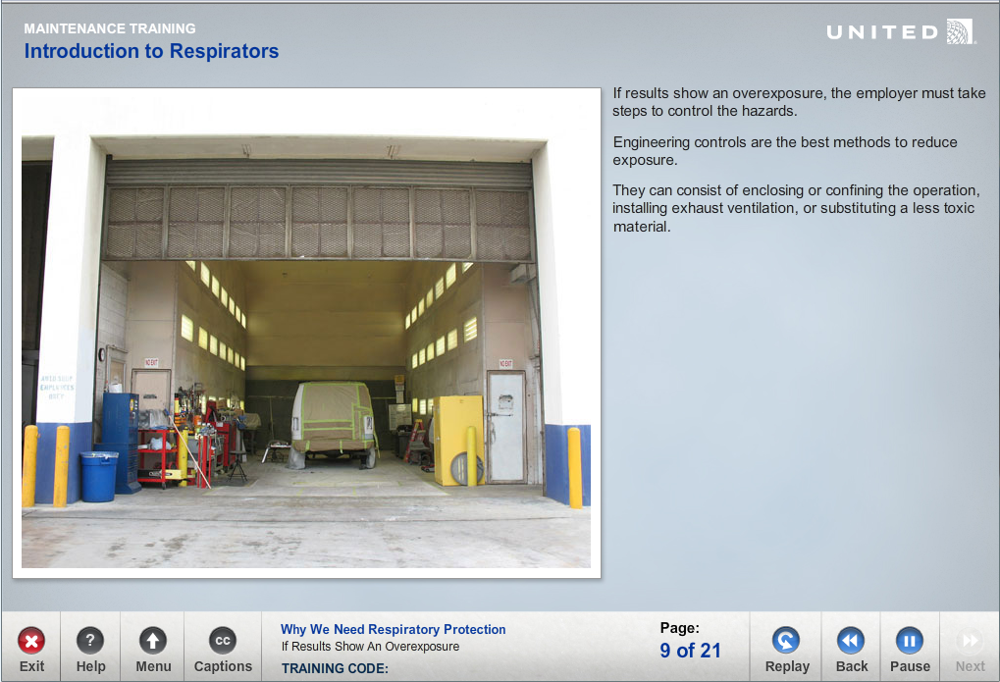 MAINTENANCE TRAINING
Introduction to Respirators
UNITED
If results show an overexposure, the employer must take
steps to control the hazards.
Engineering controls are the best methods to reduce
exposure.
They can consist of enclosing or confining the operation,
installing exhaust ventilation, or substituting a less toxic
material.
NO EXIT
NO EXIT
EMPLOYEES
ONLY
Exit
?
Help
Menu
CC
Captions
Why We Need Respiratory Protection
If Results Show An Overexposure
TRAINING CODE:
Page:
9 of 21
Replay
Back
Pause
Next